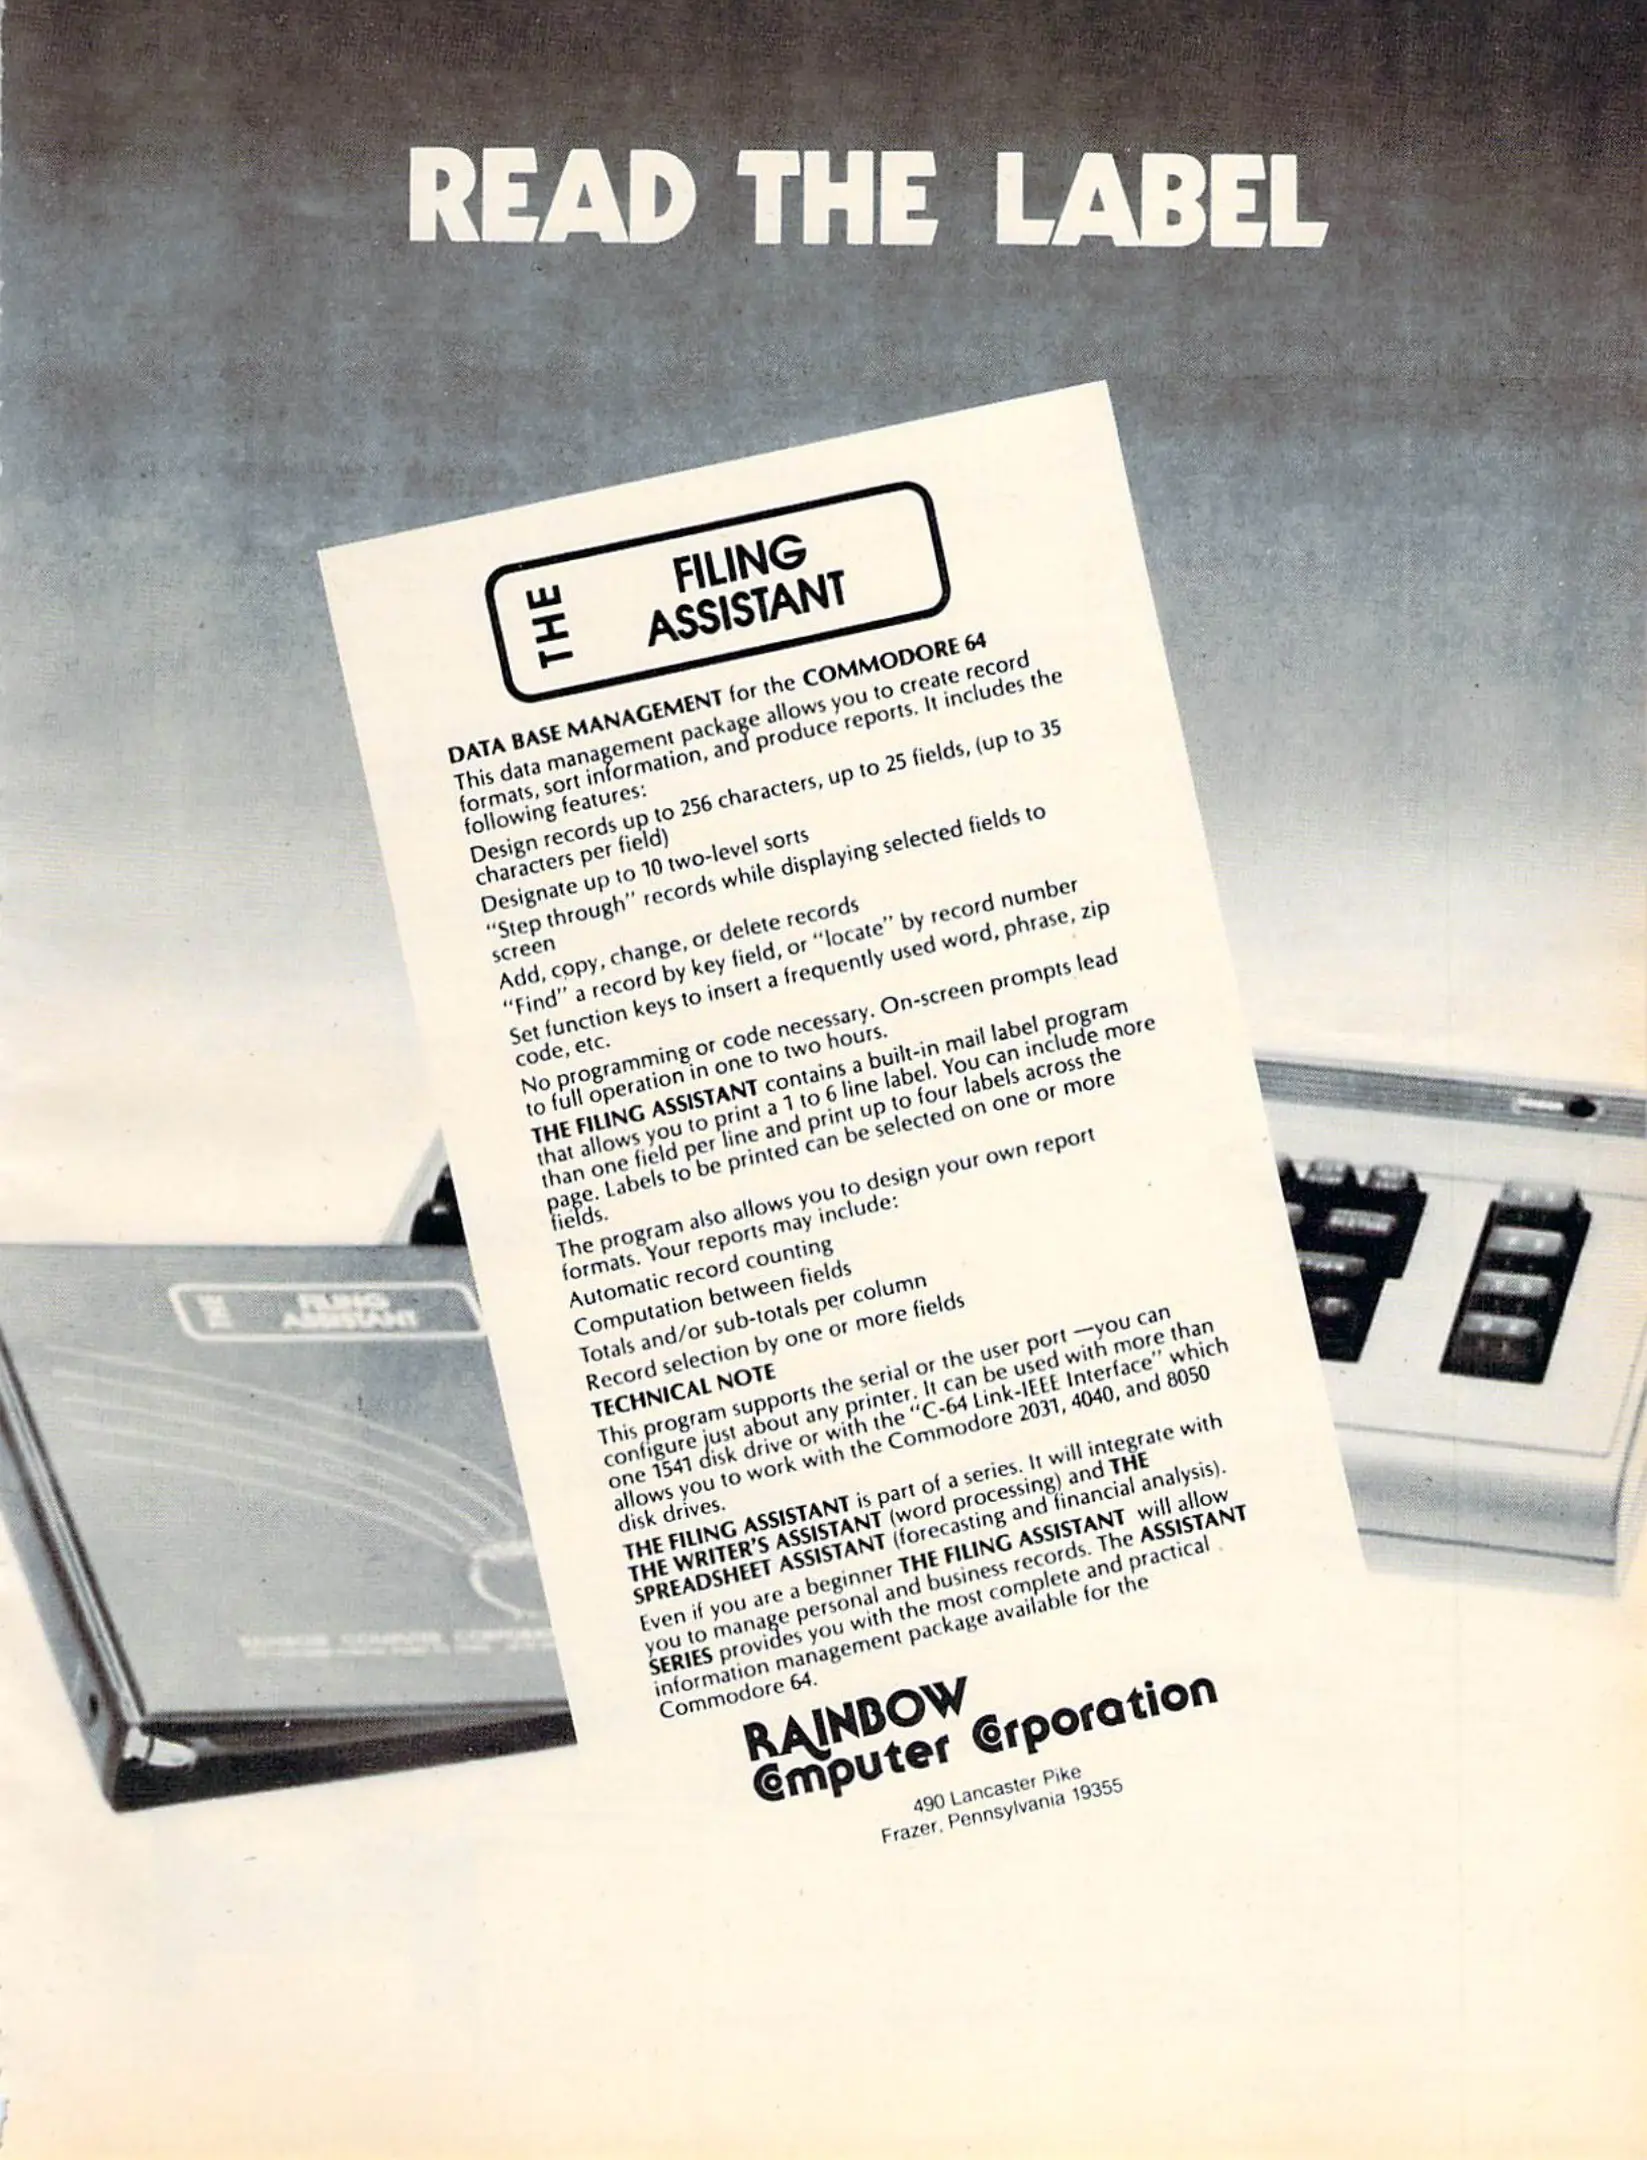 READ THE LABEL
THE
FILING
ASSISTANT
DATA BASE MANAGEMENT for the COMMODORE 64
This data management package allows you to create record
formats, sort information, and produce reports. It includes the
following features:
Design records up to 256 characters, up to 25 fields, (up to 35
characters per field)
Designate up to 10 two-level sorts
“Step through” records while displaying selected fields to
screen
Add, copy, change, or delete records
“Find” a record by key field, or “locate” by record number
Set function keys to insert a frequently used word, phrase, zip
code, etc.
No programming or code necessary. On-screen prompts lead
to full operation in one to two hours.
THE FILING ASSISTANT contains a built-in mail label program
that allows you to print a 1 to 6 line label. You can include more
than one field per line and print up to four labels across the
page. Labels to be printed can be selected on one or more
fields.
The program also allows you to design your own report
formats. Your reports may include:
Automatic record counting
Computation between fields
Totals and/or sub-totals per column
Record selection by one or more fields
TECHNICAL NOTE
This program supports the serial or the user port —you can
configure just about any printer. It can be used with more than
one 1541 disk drive or with the “C-64 Link-IEEE Interface” which
allows you to work with the Commodore 2031, 4040, and 8050
disk drives.
THE FILING ASSISTANT is part of a series. It will integrate with
THE WRITER'S ASSISTANT (word processing) and THE
SPREADSHEET ASSISTANT (forecasting and financial analysis).
Even if you are a beginner THE FILING ASSISTANT will allow
you to manage personal and business records. The ASSISTANT
SERIES provides you with the most complete and practical
information management package available for the
Commodore 64.
RAINBOW
Computer Corporation
490 Lancaster Pike
Frazer, Pennsylvania 19355
THE
FILING
ASSISTANT
RAINBOW COMPUTER CORPORATION